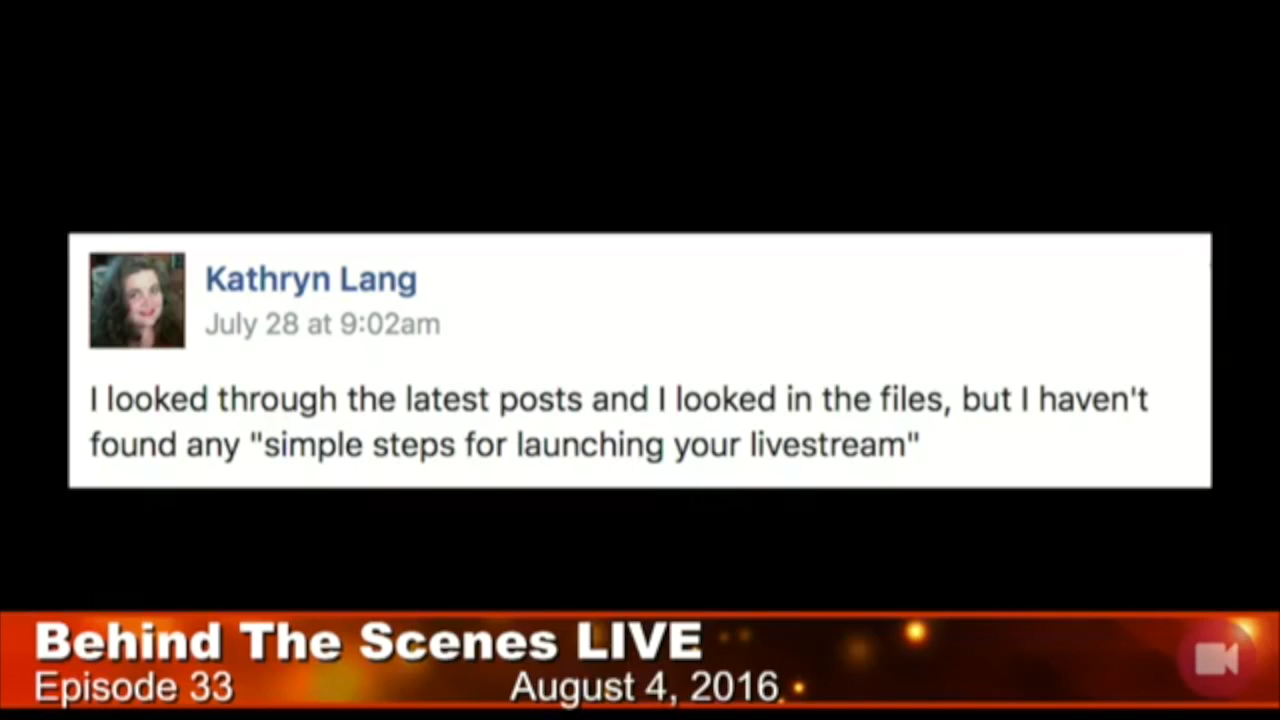 Kathryn Lang
July 28 at 9:02am
I looked through the latest posts and I looked in the files, but I haven't
found any "simple steps for launching your livestream"
Behind The Scenes LIVE
Episode 33 August 4, 2016